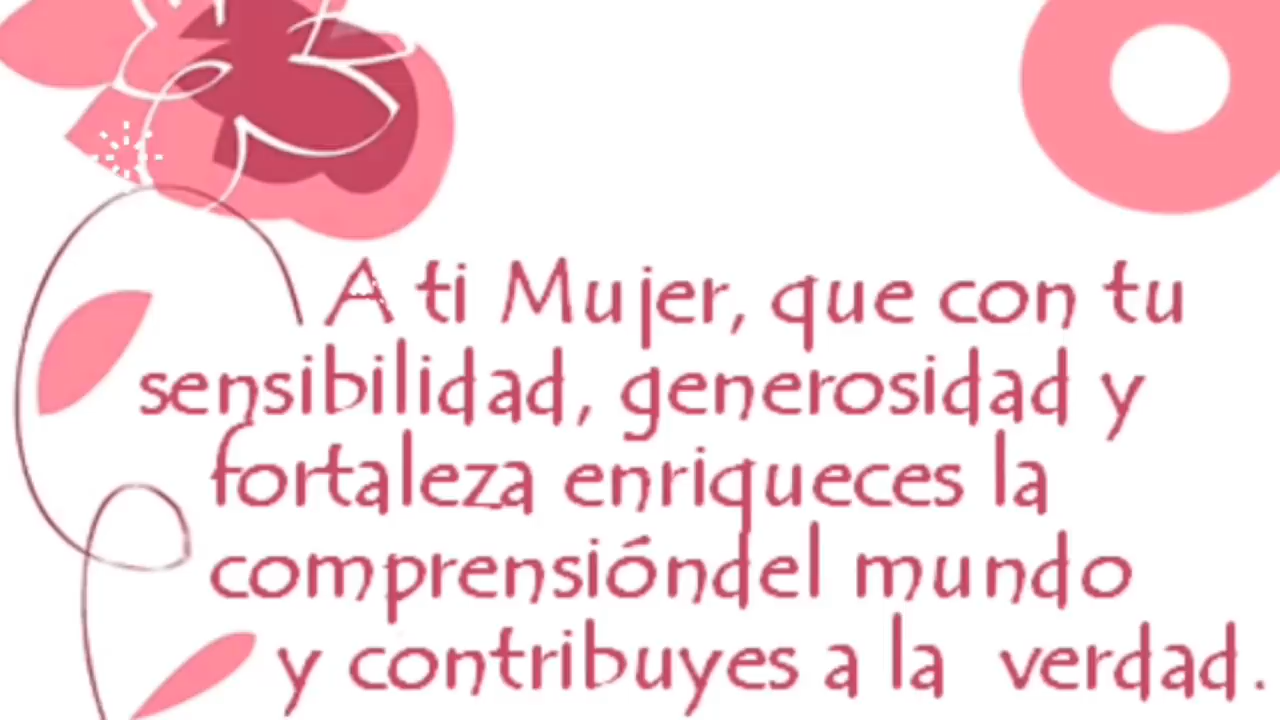 A ti Mujer, que con tu
sensibilidad, generosidad y
fortaleza enriqueces la
comprensióndel mundo
y contribuyes a la verdad.